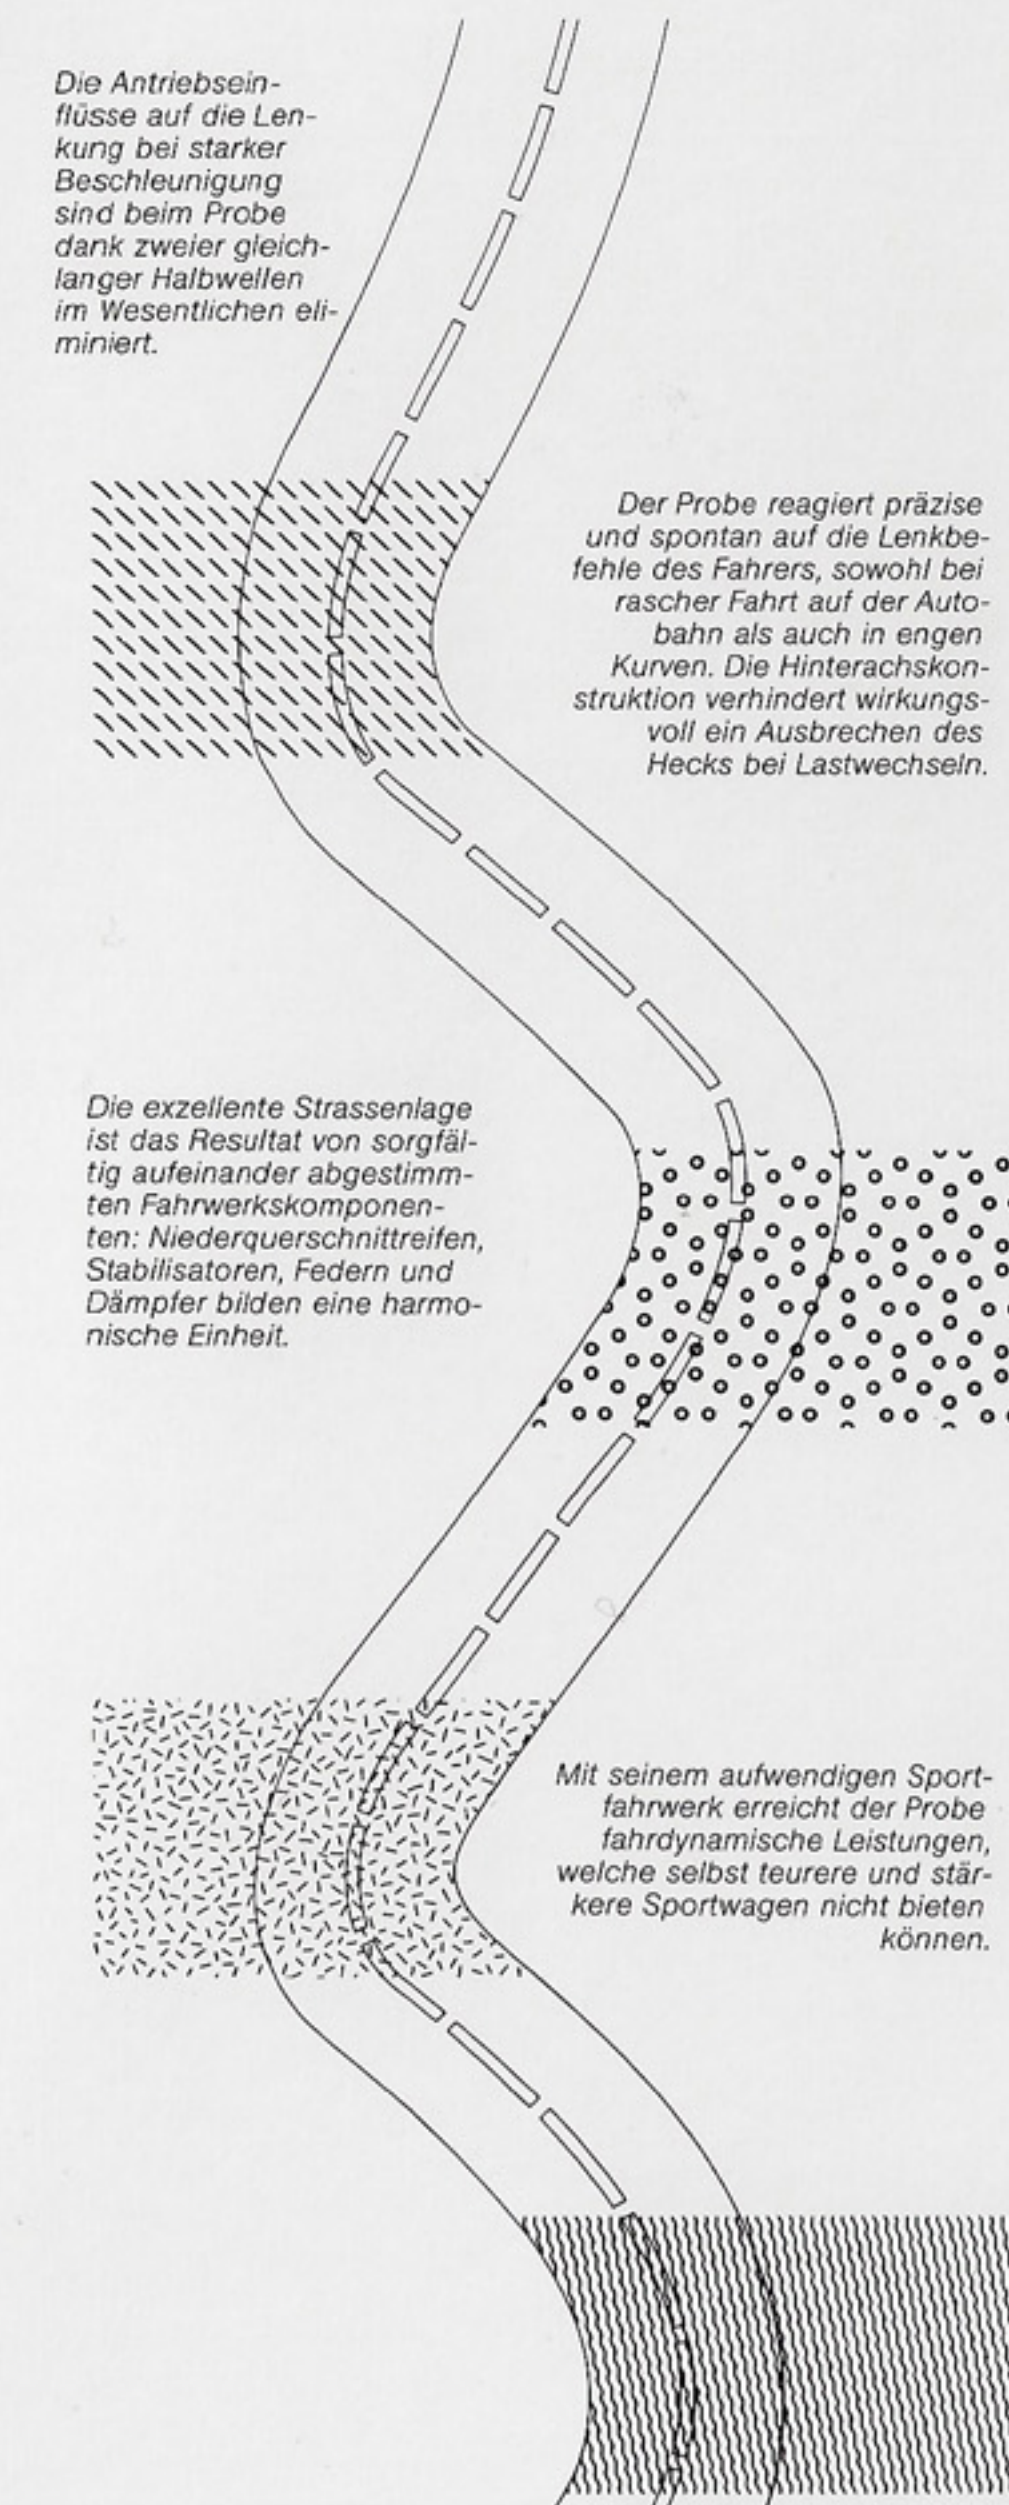 Die Antriebsein-
flüsse auf die Len-
kung bei starker
Beschleunigung
sind beim Probe
dank zweier gleich-
langer Halbwellen
im Wesentlichen eli-
miniert.
Der Probe reagiert präzise
und spontan auf die Lenkbe-
fehle des Fahrers, sowohl bei
rascher Fahrt auf der Auto-
bahn als auch in engen
Kurven. Die Hinterachskon-
struktion verhindert wirkungs-
voll ein Ausbrechen des
Hecks bei Lastwechseln.
Die exzellente Strassenlage
ist das Resultat von sorgfäl-
tig aufeinander abgestimm-
ten Fahrwerkskomponen-
ten: Niederquerschnittreifen,
Stabilisatoren, Federn und
Dämpfer bilden eine harmo-
nische Einheit.
Mit seinem aufwendigen Sport-
fahrwerk erreicht der Probe
fahrdynamische Leistungen,
welche selbst teurere und stär-
kere Sportwagen nicht bieten
können.